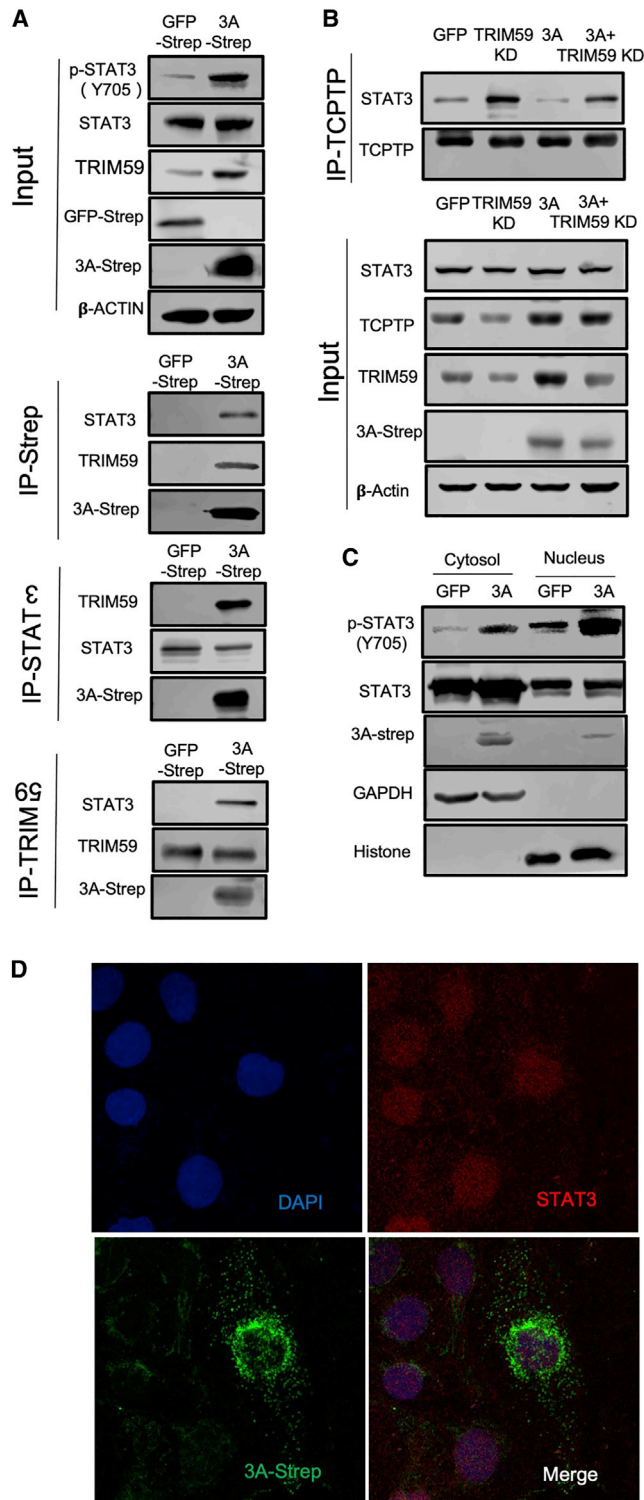 A
GFP 3A
-Strep -Strep
p-STAT3
( Y705)
STAT3
TRIM59
GFP-Strep
3A-Strep
β-ACTIN
Input
GFP 3A
-Strep -Strep
STAT3
TRIM59
3A-Strep
IP-Strep
GFP 3A
-Strep -Strep
TRIM59
STAT3
3A-Strep
IP-STAT3
GFP 3A
-Strep -Strep
STAT3
TRIM59
3A-Strep
IP-TRIM59
B
GFP TRIM59 3A 3A+
KD TRIM59 KD
STAT3
TCPTP
IP-TCPTP
GFP TRIM59 3A 3A+
KD TRIM59 KD
STAT3
TCPTP
TRIM59
3A-Strep
β-Actin
Input
C
Cytosol Nucleus
GFP 3A GFP 3A
p-STAT3
(Y705)
STAT3
3A-strep
GAPDH
Histone
D
DAPI
STAT3
3A-Strep
Merge